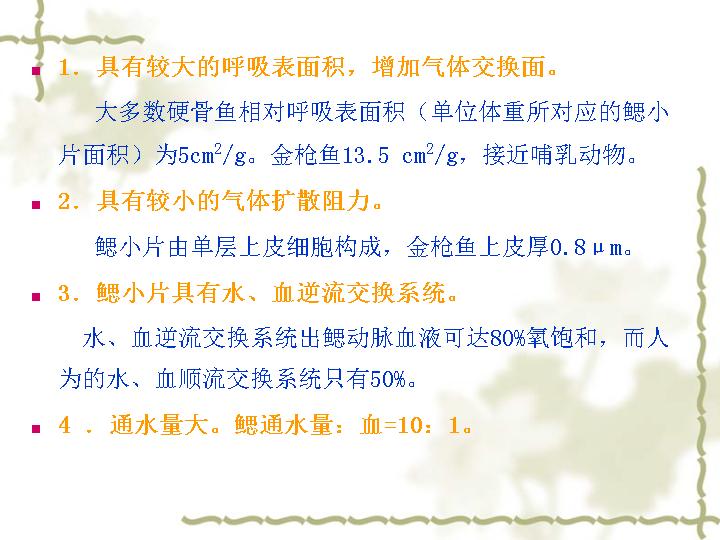 1．具有较大的呼吸表面积，增加气体交换面。
大多数硬骨鱼相对呼吸表面积（单位体重所对应的鳃小
片面积）为5cm²/g。金枪鱼13.5 cm²/g，接近哺乳动物。
2．具有较小的气体扩散阻力。
鳃小片由单层上皮细胞构成，金枪鱼上皮厚0.8μm。
3．鳃小片具有水、血逆流交换系统。
水、血逆流交换系统出鳃动脉血液可达80%氧饱和，而人
为的水、血顺流交换系统只有50%。
4 ．通水量大。鳃通水量：血=10：1。